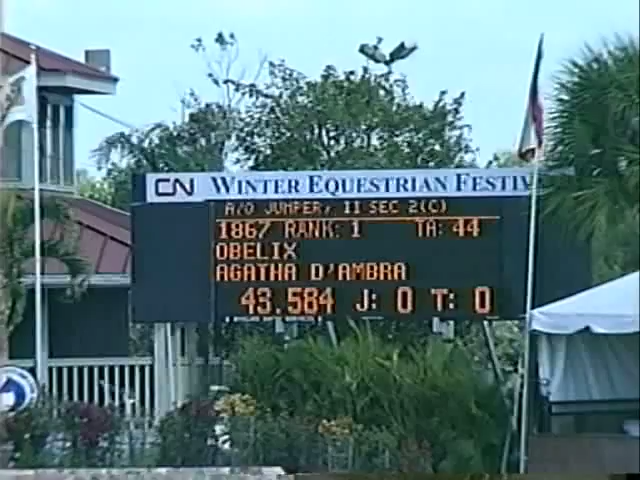 CN WINTER EQUESTRIAN FESTIV
A/O JUMPER, II SEC 2(C)
1867 RANK: 1 TA: 44
OBELIX
AGATHA D'AMBRA
43.584 J: 0 T: 0